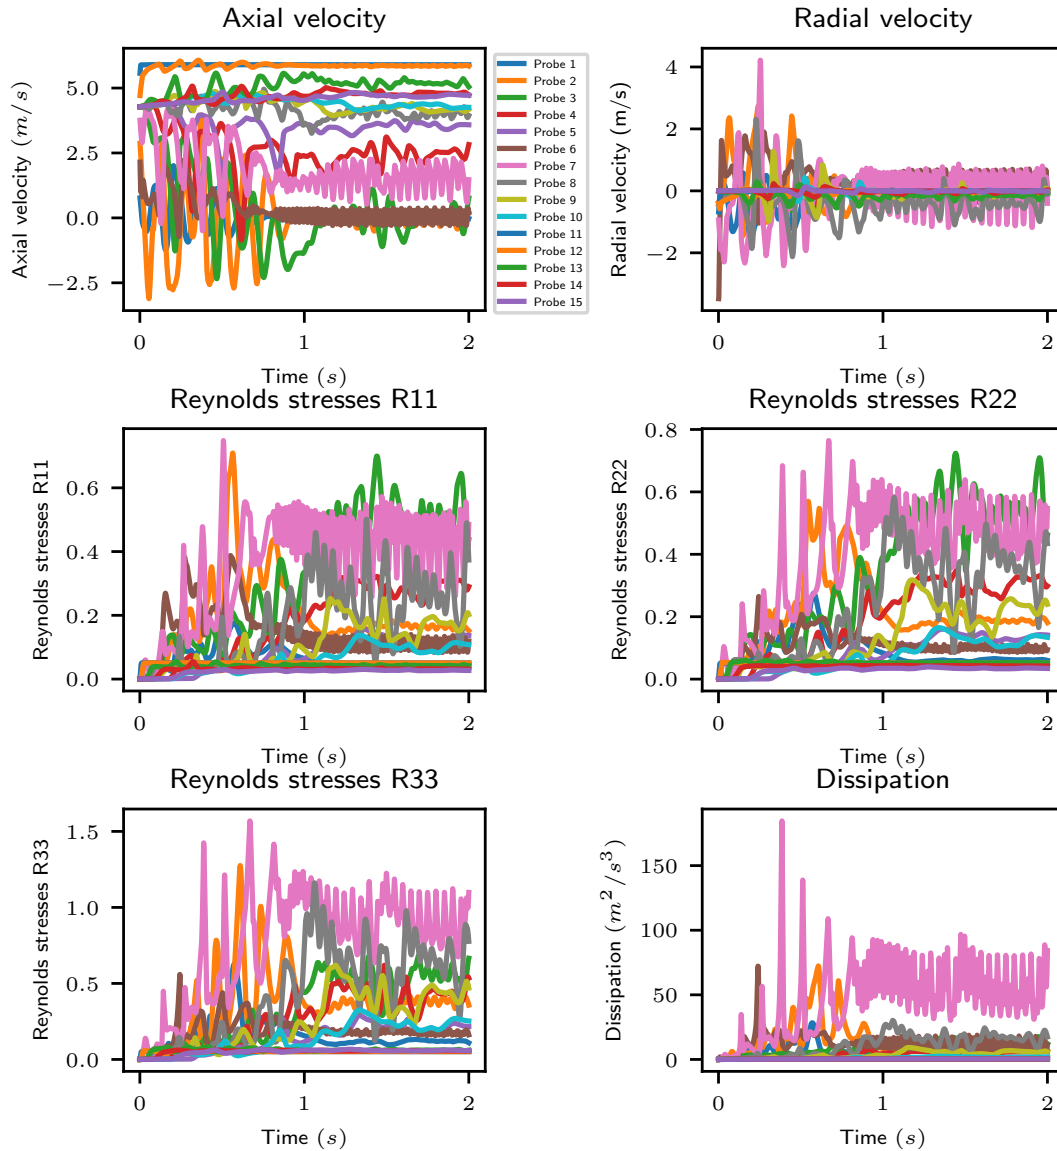 Axial velocity
Axial velocity (m/s)
5.0
2.5
0.0
−2.5
0
1
2
Time (s)
Probe 1
Probe 2
Probe 3
Probe 4
Probe 5
Probe 6
Probe 7
Probe 8
Probe 9
Probe 10
Probe 11
Probe 12
Probe 13
Probe 14
Probe 15
Radial velocity
Radial velocity (m/s)
4
2
0
−2
0
1
2
Time (s)
Reynolds stresses R11
Reynolds stresses R11
0.6
0.4
0.2
0.0
0
1
2
Time (s)
Reynolds stresses R22
Reynolds stresses R22
0.8
0.6
0.4
0.2
0.0
0
1
2
Time (s)
Reynolds stresses R33
Reynolds stresses R33
1.5
1.0
0.5
0.0
0
1
2
Time (s)
Dissipation
Dissipation (m²/s³)
150
100
50
0
0
1
2
Time (s)